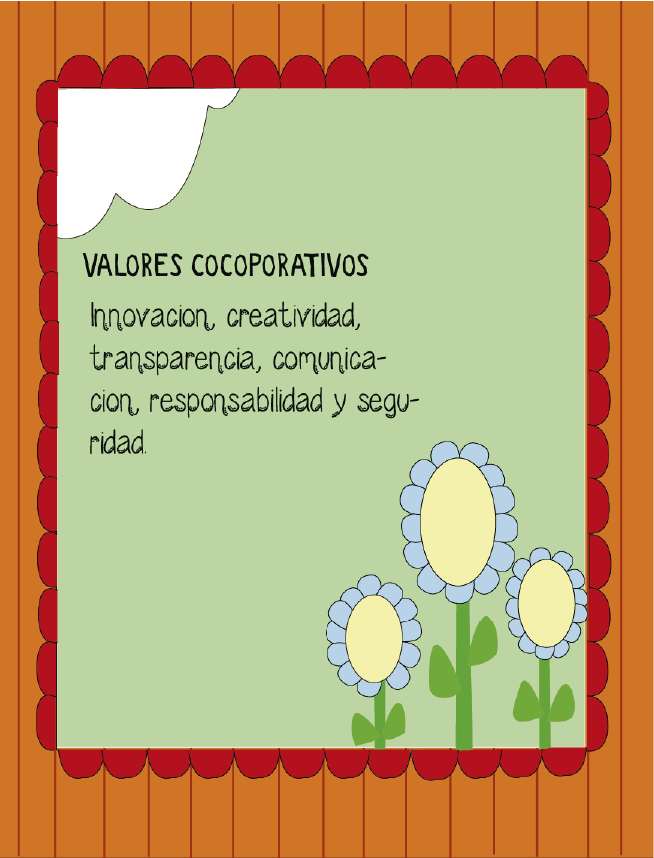 VALORES COCOPORATIVOS
Innovacion, creatividad,
transparencia, comunica-
cion, responsabilidad y segu-
ridad.